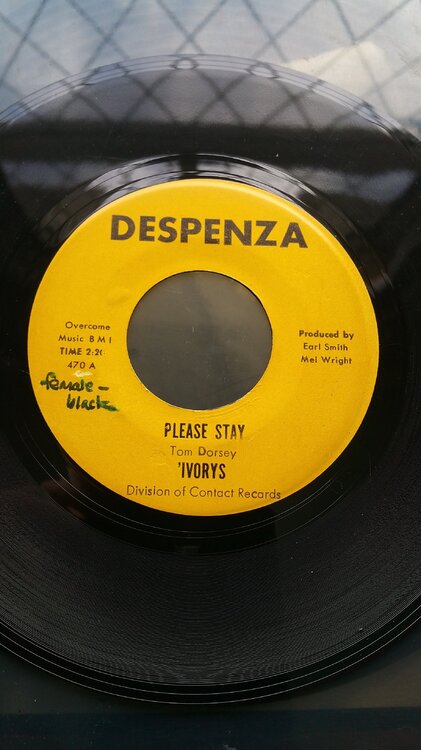 DESPENZA
Overcome
Music BMI
TIME 2:20
470 A
female -
black
Produced by
Earl Smith
Mel Wright
PLEASE STAY
Tom Dorsey
'IVORYS
Division of Contact Records